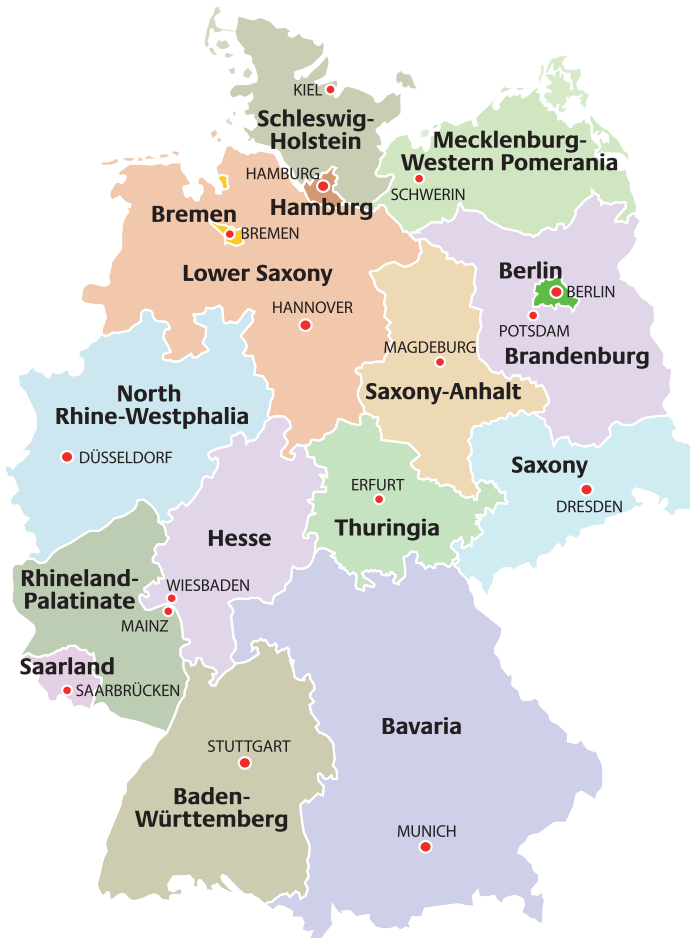 KIEL
Schleswig-
Holstein
Mecklenburg-
Western Pomerania
HAMBURG
SCHWERIN
Hamburg
Bremen
BREMEN
Lower Saxony
Berlin
BERLIN
HANNOVER
POTSDAM
MAGDEBURG
Brandenburg
North
Rhine-Westphalia
Saxony-Anhalt
DÜSSELDORF
Saxony
ERFURT
DRESDEN
Thuringia
Hesse
Rhineland-
Palatinate
WIESBADEN
MAINZ
Saarland
SAARBRÜCKEN
Bavaria
STUTTGART
Baden-
Württemberg
MUNICH